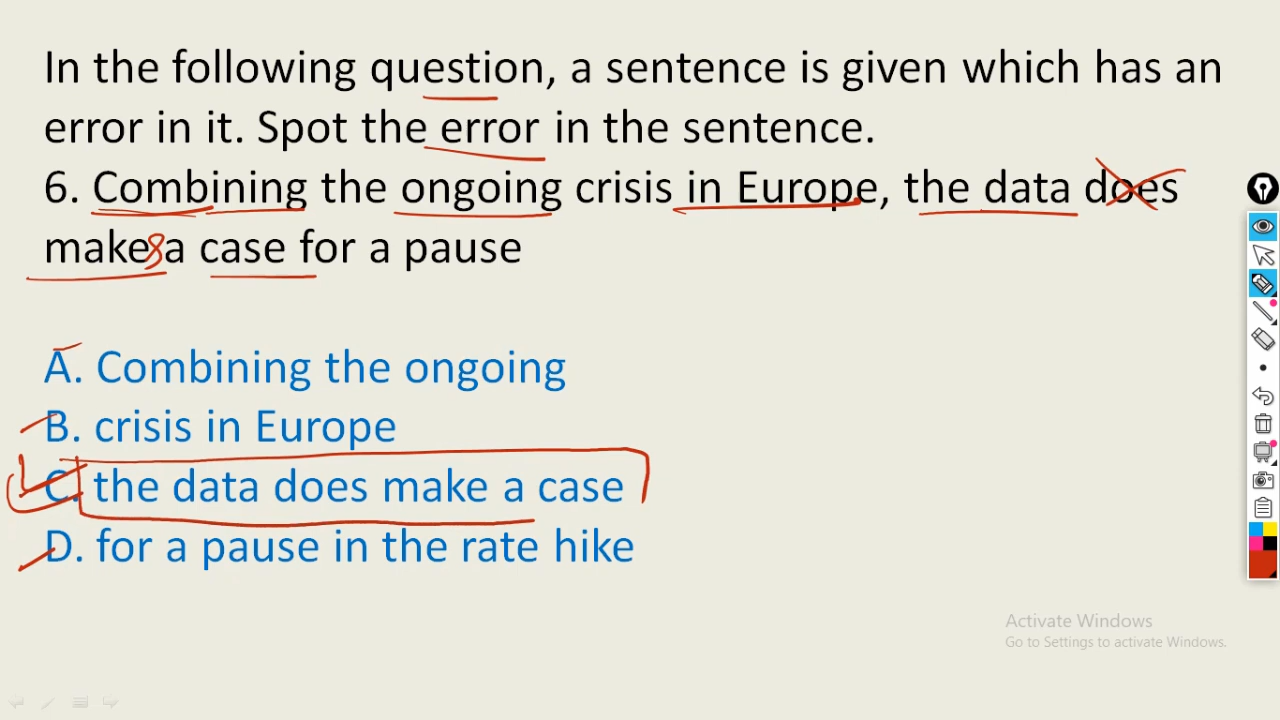 In the following question, a sentence is given which has an
error in it. Spot the error in the sentence.
6. Combining the ongoing crisis in Europe, the data does
makes a case for a pause
A. Combining the ongoing
B. crisis in Europe
C. the data does make a case
D. for a pause in the rate hike
Activate Windows
Go to Settings to activate Windows.